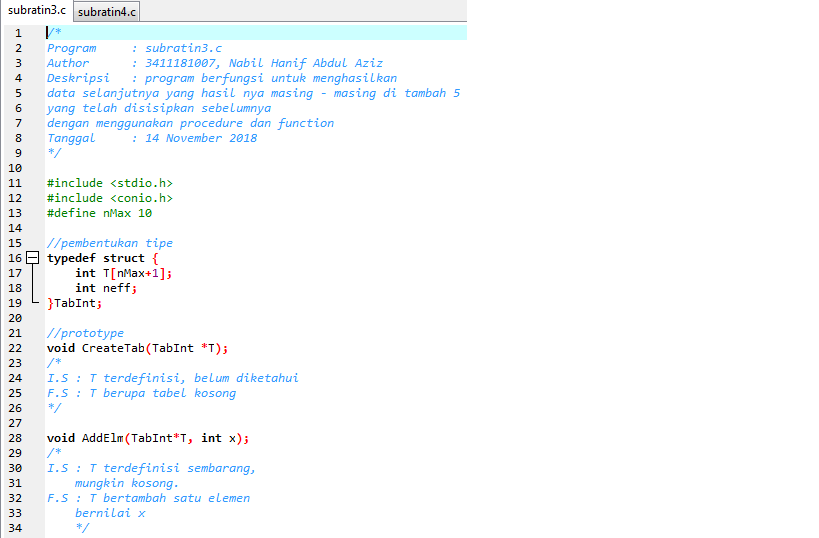 subratin3.c subratin4.c
1 /*
2 Program : subratin3.c
3 Author : 3411181007, Nabil Hanif Abdul Aziz
4 Deskripsi : program berfungsi untuk menghasilkan
5 data selanjutnya yang hasil nya masing - masing di tambah 5
6 yang telah disisipkan sebelumnya
7 dengan menggunakan procedure dan function
8 Tanggal : 14 November 2018
9 */
10
11 #include <stdio.h>
12 #include <conio.h>
13 #define nMax 10
14
15 //pembentukan tipe
16 typedef struct {
17 int T[nMax+1];
18 int neff;
19 }TabInt;
20
21 //prototype
22 void CreateTab(TabInt *T);
23 /*
24 I.S : T terdefinisi, belum diketahui
25 F.S : T berupa tabel kosong
26 */
27
28 void AddElm(TabInt*T, int x);
29 /*
30 I.S : T terdefinisi sembarang,
31 mungkin kosong.
32 F.S : T bertambah satu elemen
33 bernilai x
34 */